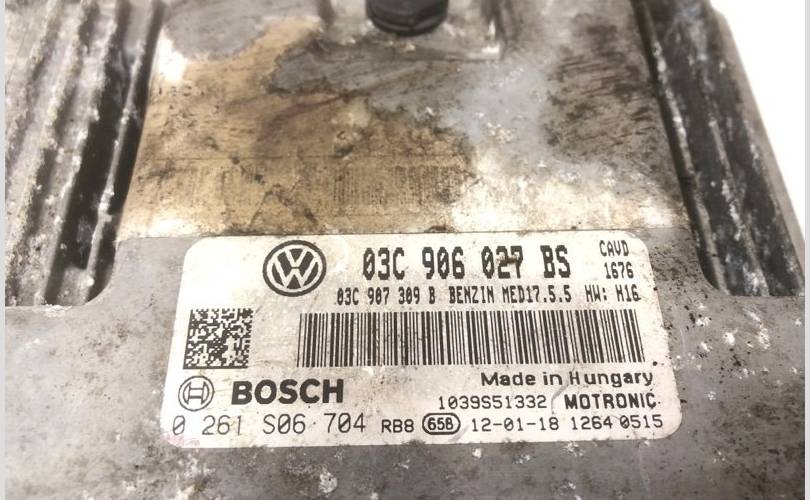 03C 906 027 BS CAVD
1676
03C 907 309 B BENZIN MED17.5.5 HW: H16
Made in Hungary
BOSCH 1039S51332 MOTRONIC
0 261 S06 704 RB8 656 12-01-18 1264 0515